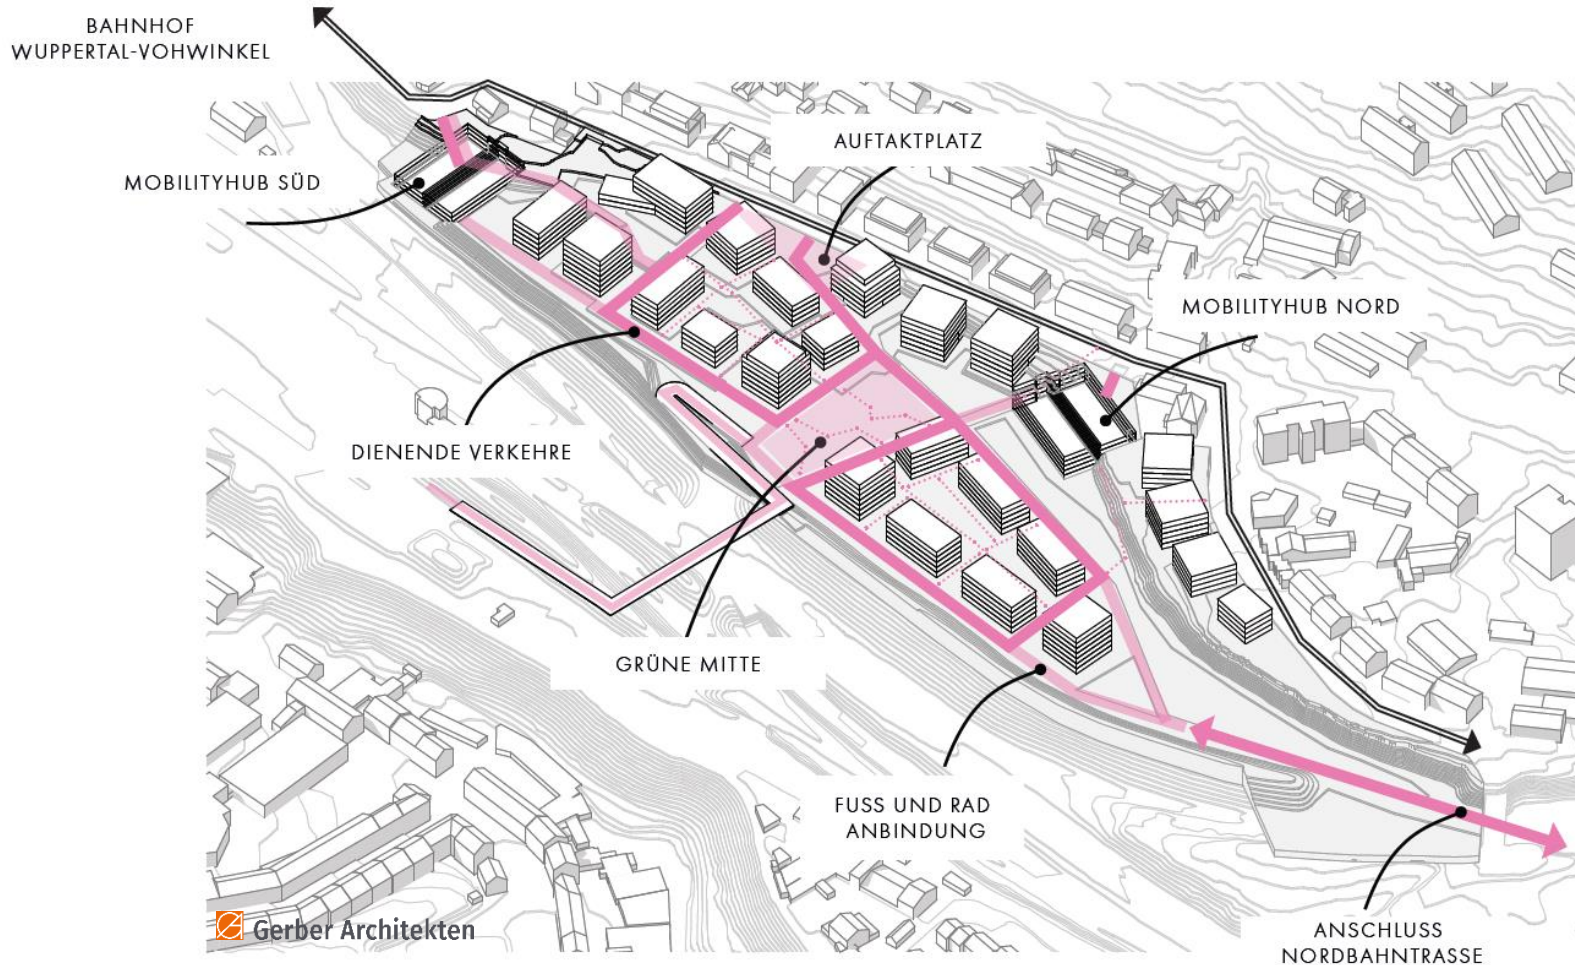 BAHNHOF
WUPPERTAL-VOHWINKEL
AUFTAKTPLATZ
MOBILITYHUB SÜD
MOBILITYHUB NORD
DIENENDE VERKEHRE
GRÜNE MITTE
FUSS UND RAD
ANBINDUNG
Gerber Architekten
ANSCHLUSS
NORDBAHNTRASSE